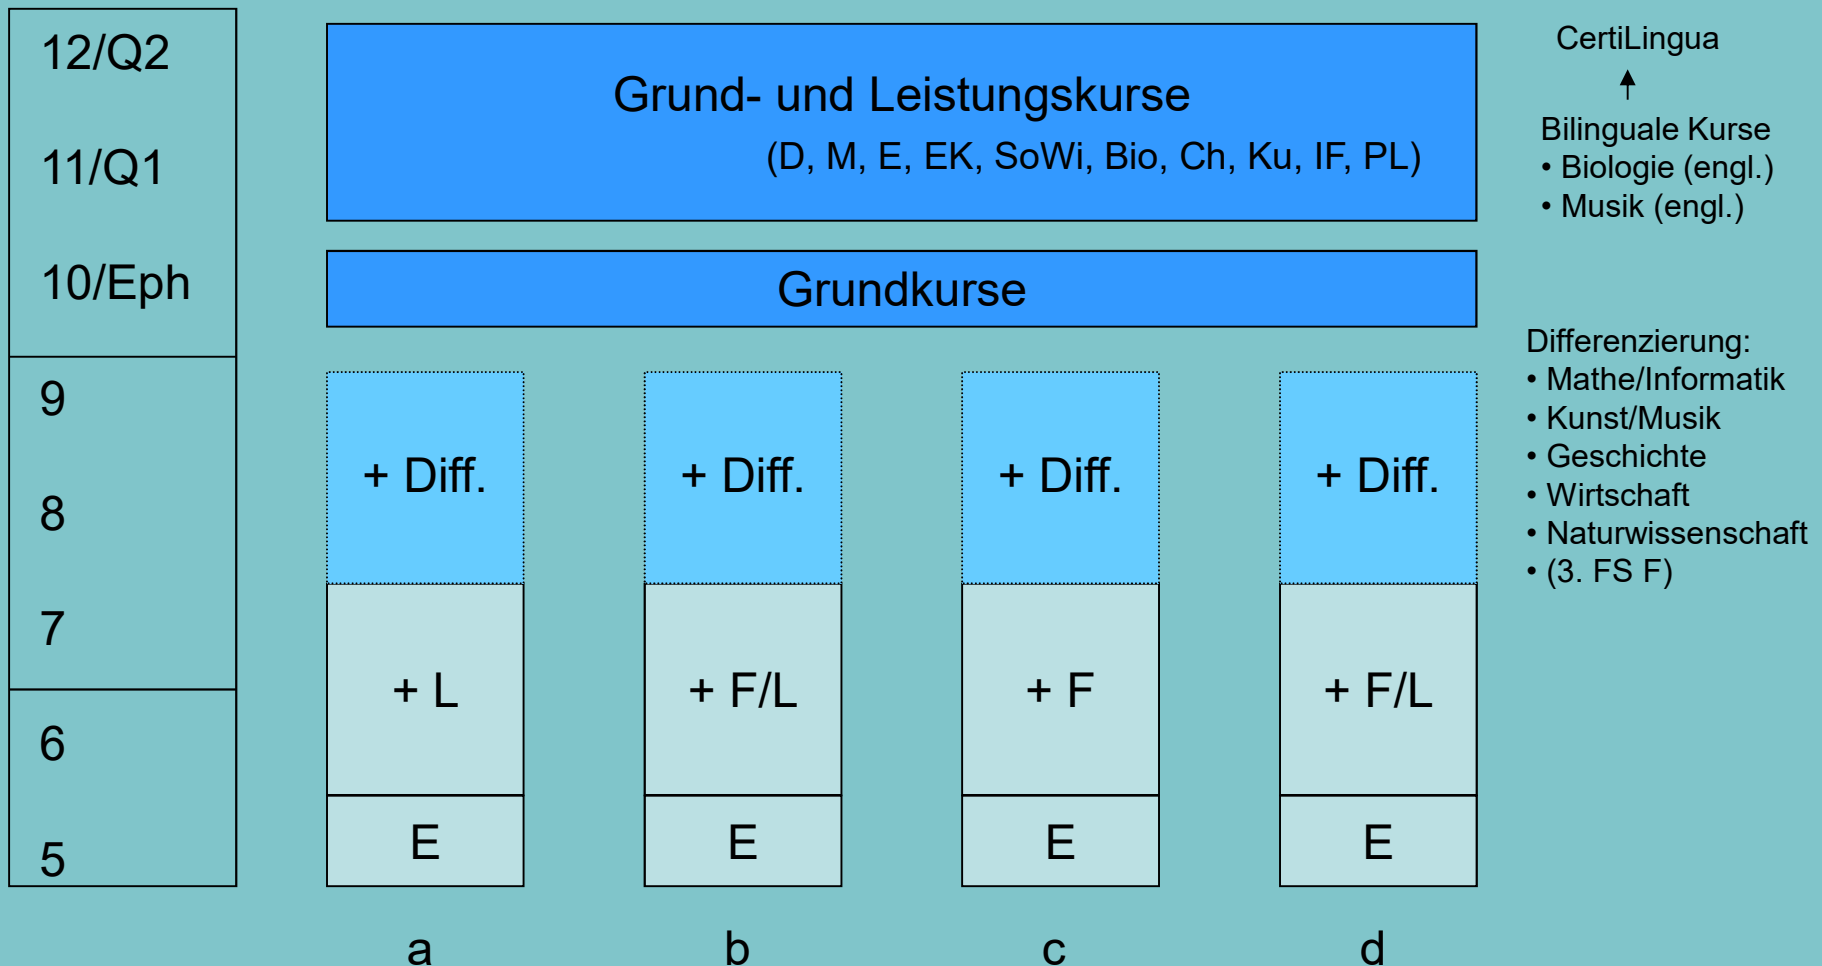 12/Q2
11/Q1
10/Eph
9
8
7
6
5
Grund- und Leistungskurse
(D, M, E, EK, SoWi, Bio, Ch, Ku, IF, PL)
Grundkurse
+ Diff.
+ Diff.
+ Diff.
+ Diff.
+ L
+ F/L
+ F
+ F/L
E
E
E
E
a
b
c
d
CertiLingua
Bilinguale Kurse
• Biologie (engl.)
• Musik (engl.)
Differenzierung:
• Mathe/Informatik
• Kunst/Musik
• Geschichte
• Wirtschaft
• Naturwissenschaft
• (3. FS F)